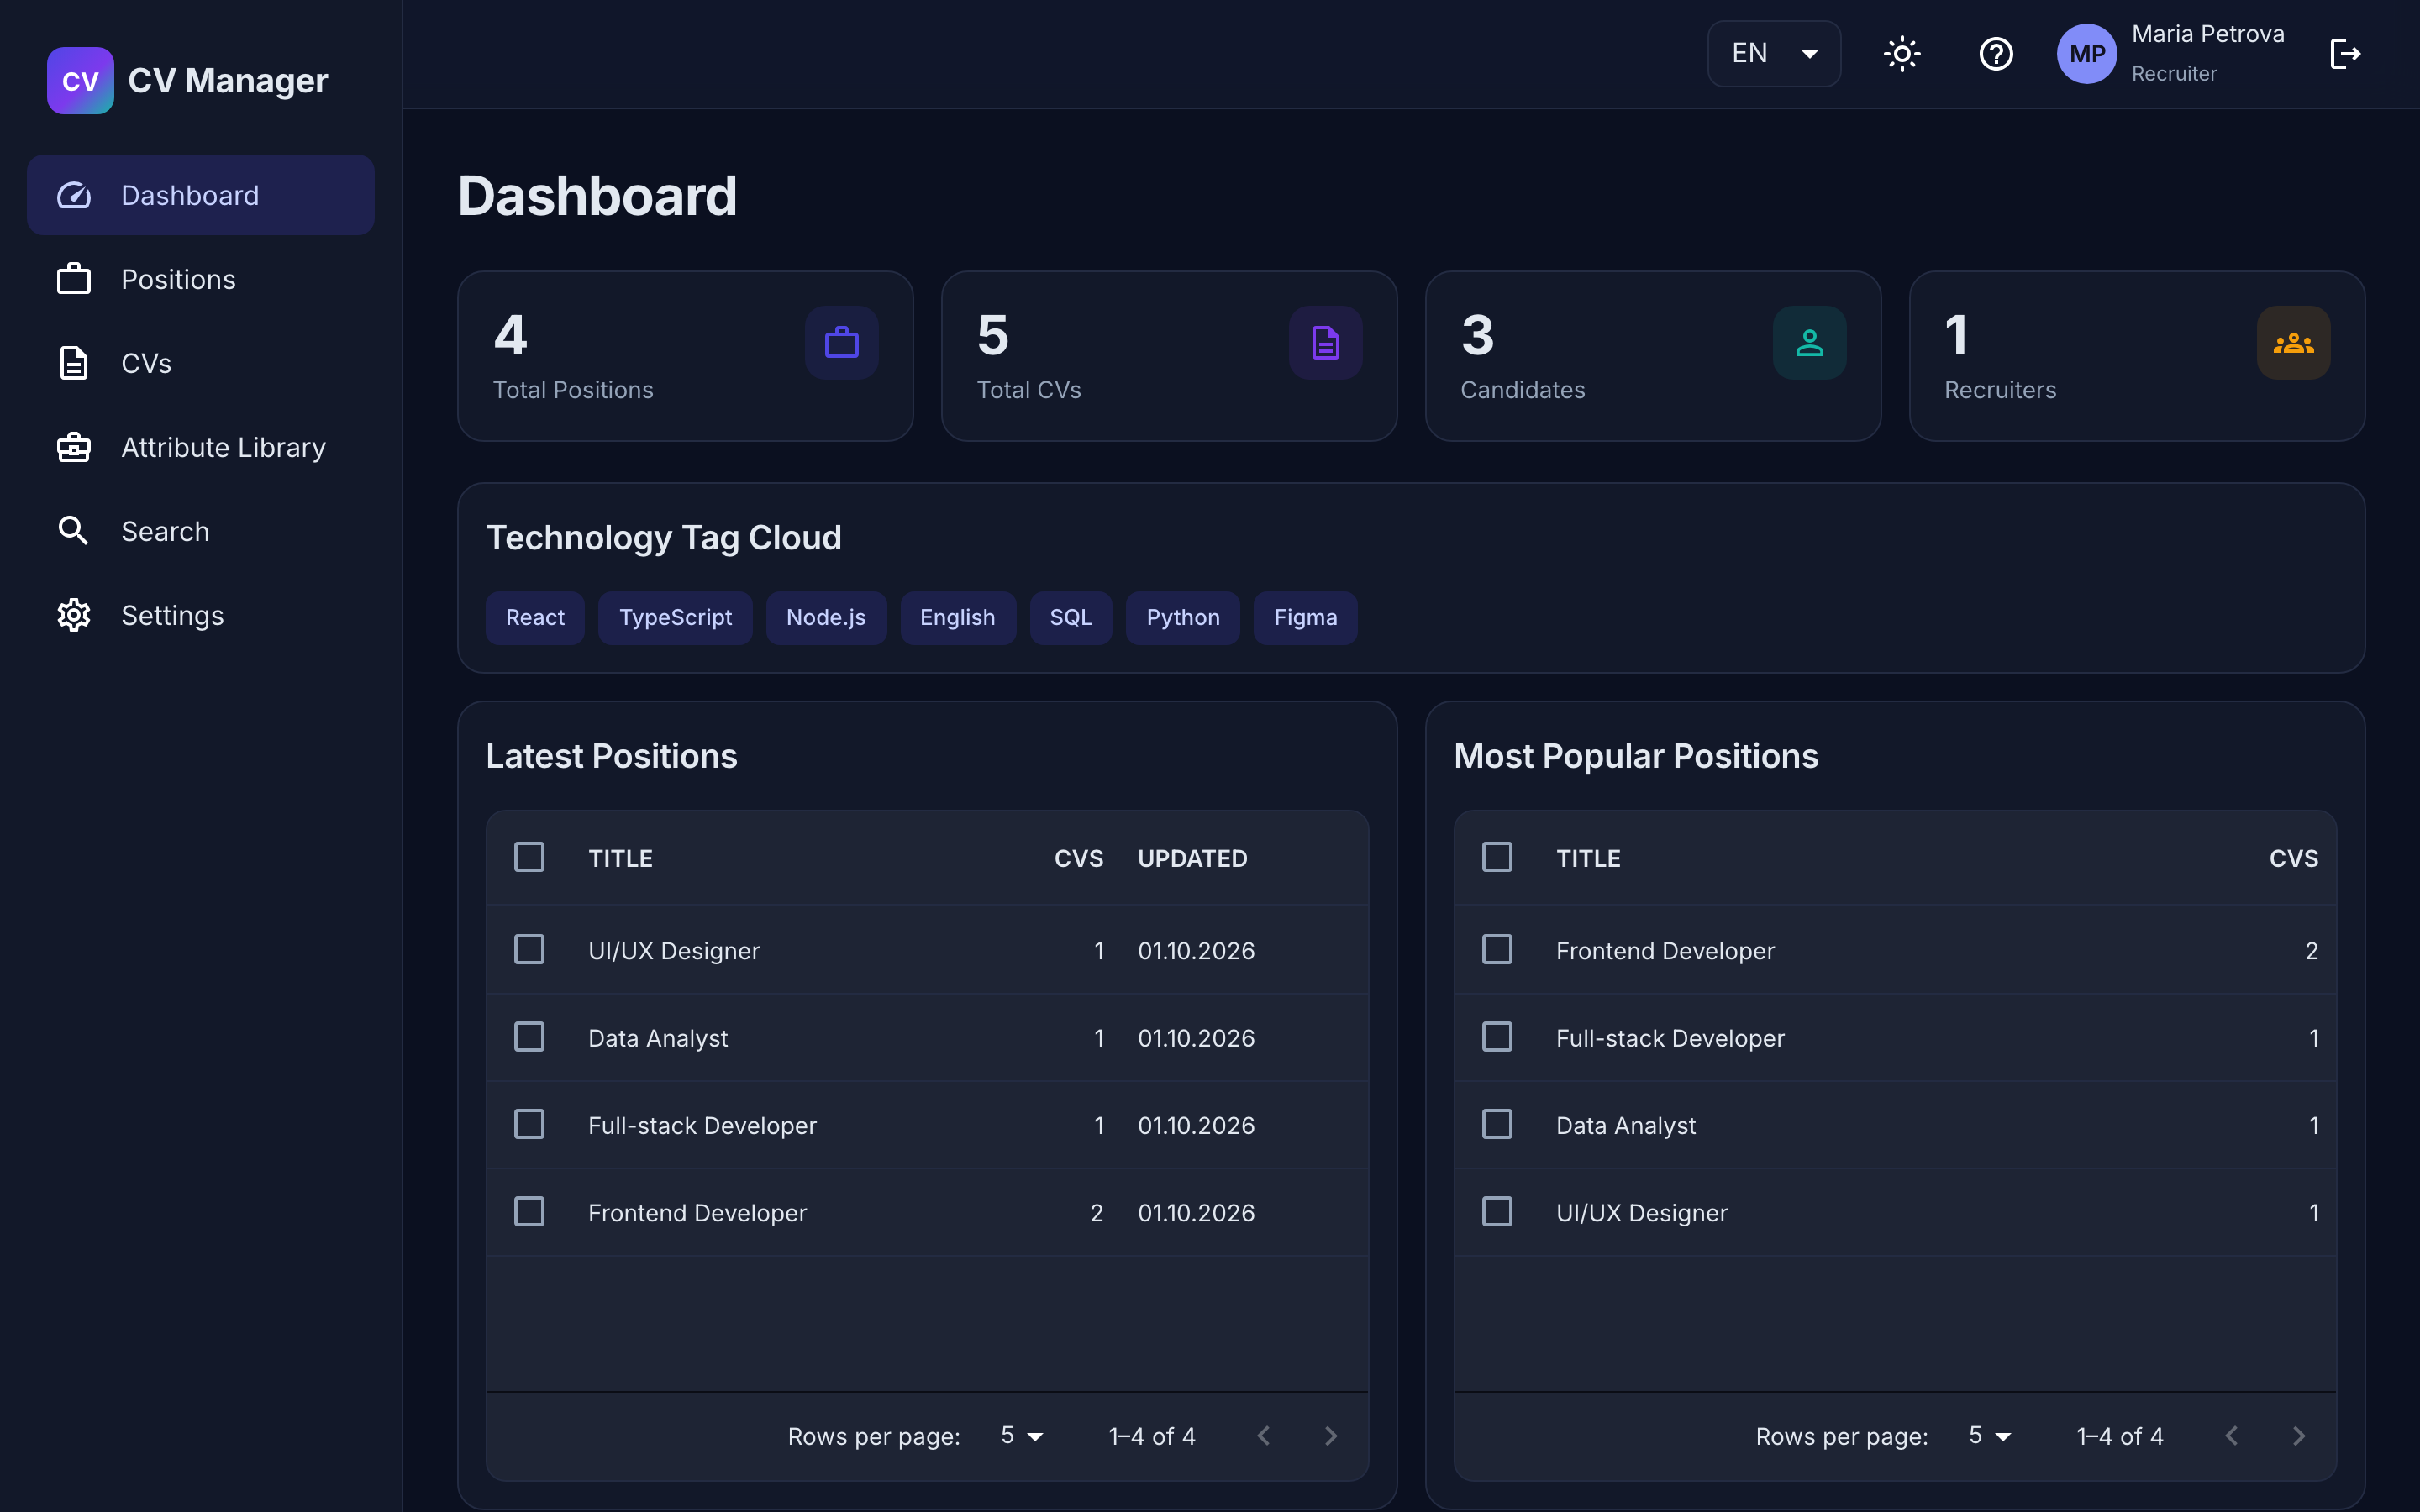 CV CV Manager
Dashboard
Positions
CVs
Attribute Library
Search
Settings
EN
MP
Maria Petrova
Recruiter
Dashboard
4
Total Positions
5
Total CVs
3
Candidates
1
Recruiters
Technology Tag Cloud
React TypeScript Node.js English SQL Python Figma
Latest Positions
TITLE CVS UPDATED
UI/UX Designer 1 01.10.2026
Data Analyst 1 01.10.2026
Full-stack Developer 1 01.10.2026
Frontend Developer 2 01.10.2026
Rows per page: 5 1–4 of 4
Most Popular Positions
TITLE CVS
Frontend Developer 2
Full-stack Developer 1
Data Analyst 1
UI/UX Designer 1
Rows per page: 5 1–4 of 4